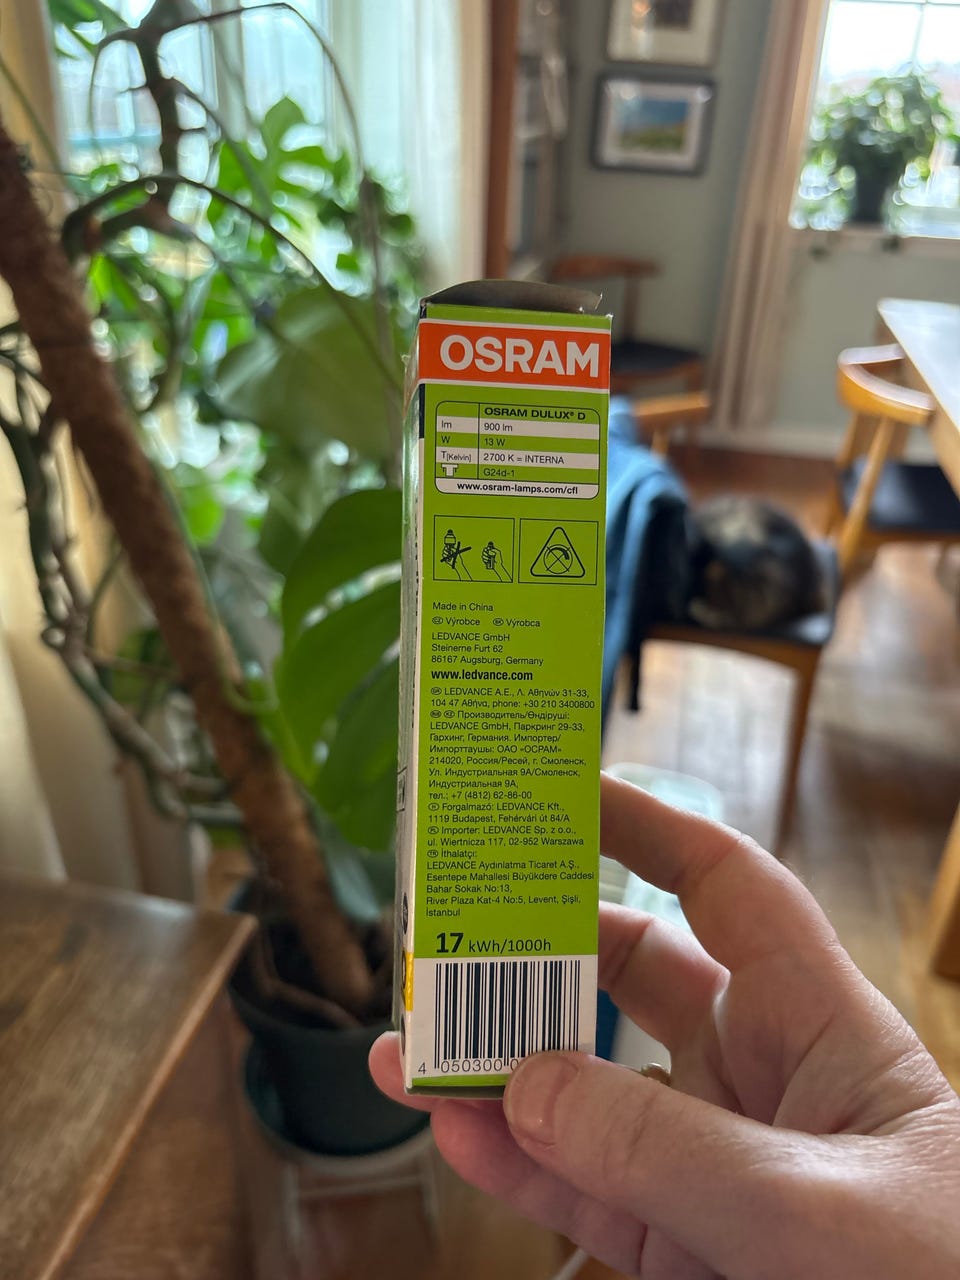 OSRAM
OSRAM DULUX® D
lm 900 lm
W 13 W
T[Kelvin] 2700 K = INTERNA
G24d-1
www.osram-lamps.com/cfl
Made in China
CZ Výrobce SK Výrobca
LEDVANCE GmbH
Steinerne Furt 62
86167 Augsburg, Germany
www.ledvance.com
GR LEDVANCE A.E., Λ. Αθηνών 31-33,
104 47 Αθήνα, phone: +30 210 3400800
Производитель/Өндіруші:
LEDVANCE GmbH, Паркринг 29-33,
Гархинг, Германия. Импортер/
Импорттаушы: ОАО «ОСРАМ»
214020, Россия/Ресей, г. Смоленск,
Ул. Индустриальная 9А/Смоленск,
Индустриальная 9А,
тел.: +7 (4812) 62-86-00
H Forgalmazó: LEDVANCE Kft.,
1119 Budapest, Fehérvári út 84/A
PL Importer: LEDVANCE Sp. z o.o.,
ul. Wiertnicza 117, 02-952 Warszawa
TR İthalatçı:
LEDVANCE Aydınlatma Ticaret A.Ş.,
Esentepe Mahallesi Büyükdere Caddesi
Bahar Sokak No:13,
River Plaza Kat-4 No:5, Levent, Şişli,
İstanbul
17 kWh/1000h
4 050300 0